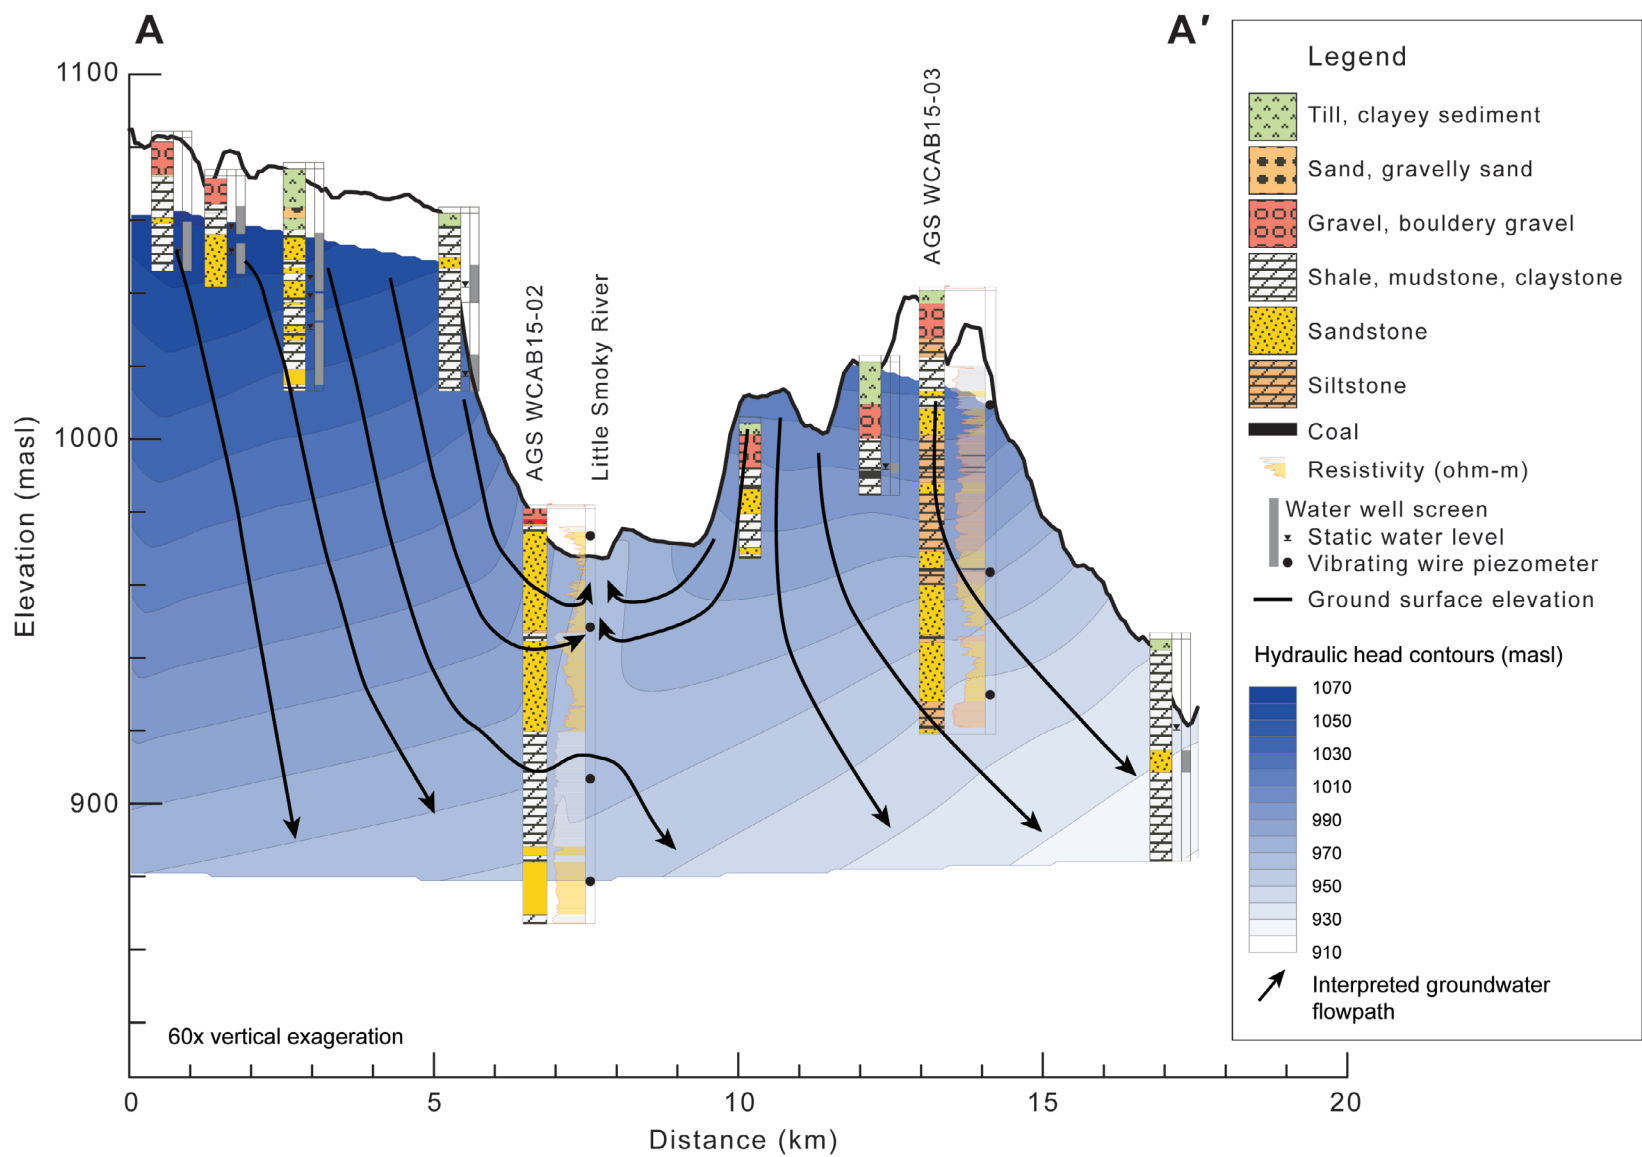 A
A′
1100
1000
900
Elevation (masl)
AGS WCAB15-02
Little Smoky River
AGS WCAB15-03
60x vertical exageration
0
5
10
15
20
Distance (km)
Legend
Till, clayey sediment
Sand, gravelly sand
Gravel, bouldery gravel
Shale, mudstone, claystone
Sandstone
Siltstone
Coal
Resistivity (ohm-m)
Water well screen
Static water level
Vibrating wire piezometer
Ground surface elevation
Hydraulic head contours (masl)
1070
1050
1030
1010
990
970
950
930
910
Interpreted groundwater
flowpath